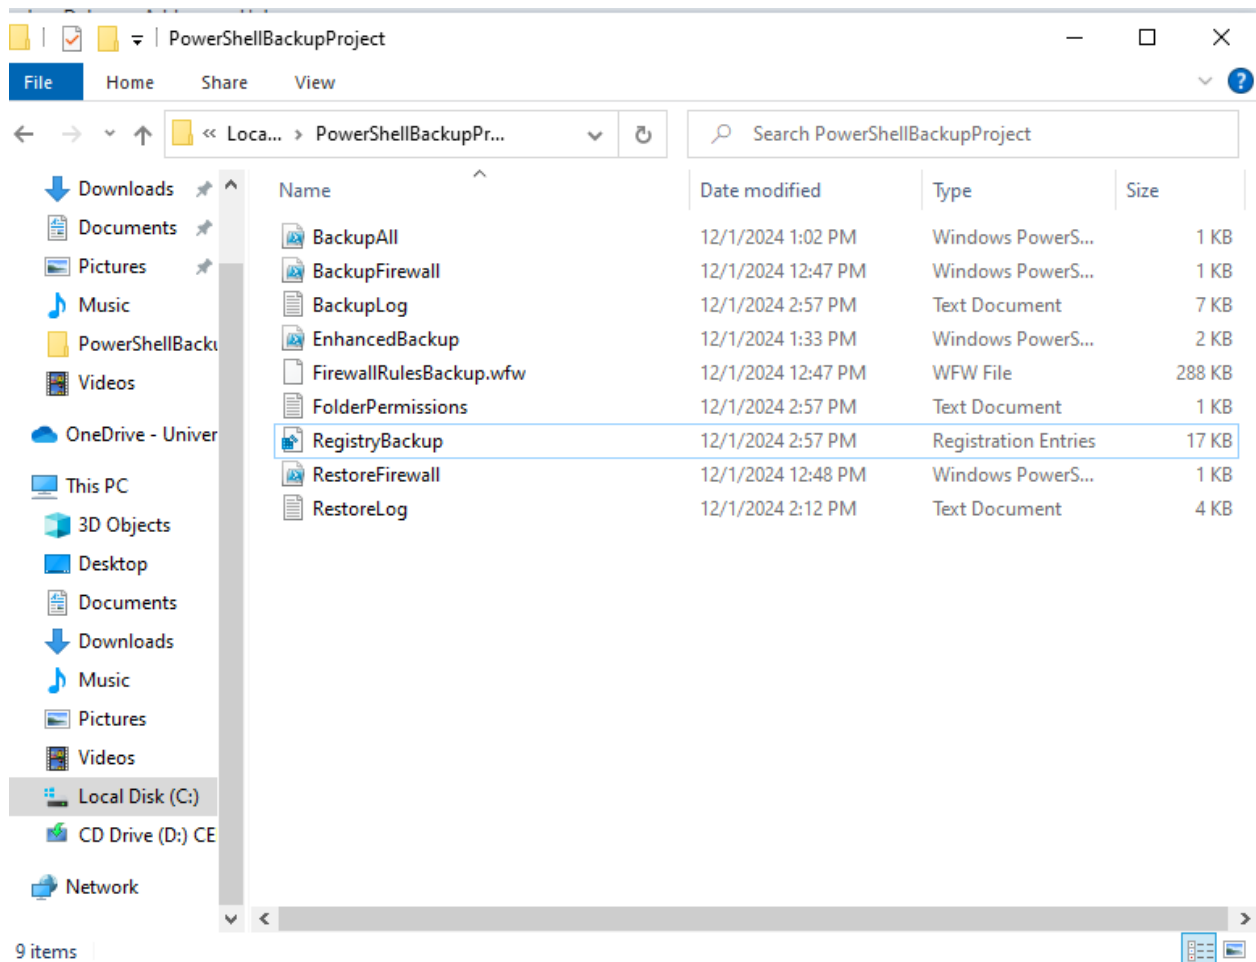 PowerShellBackupProject
File Home Share View
?
« Loca... › PowerShellBackupPr... Search PowerShellBackupProject
Downloads
Documents
Pictures
Music
PowerShellBacku
Videos
OneDrive - Univer
This PC
3D Objects
Desktop
Documents
Downloads
Music
Pictures
Videos
Local Disk (C:)
CD Drive (D:) CE
Network
Name Date modified Type Size
BackupAll 12/1/2024 1:02 PM Windows PowerS... 1 KB
BackupFirewall 12/1/2024 12:47 PM Windows PowerS... 1 KB
BackupLog 12/1/2024 2:57 PM Text Document 7 KB
EnhancedBackup 12/1/2024 1:33 PM Windows PowerS... 2 KB
FirewallRulesBackup.wfw 12/1/2024 12:47 PM WFW File 288 KB
FolderPermissions 12/1/2024 2:57 PM Text Document 1 KB
RegistryBackup 12/1/2024 2:57 PM Registration Entries 17 KB
RestoreFirewall 12/1/2024 12:48 PM Windows PowerS... 1 KB
RestoreLog 12/1/2024 2:12 PM Text Document 4 KB
9 items